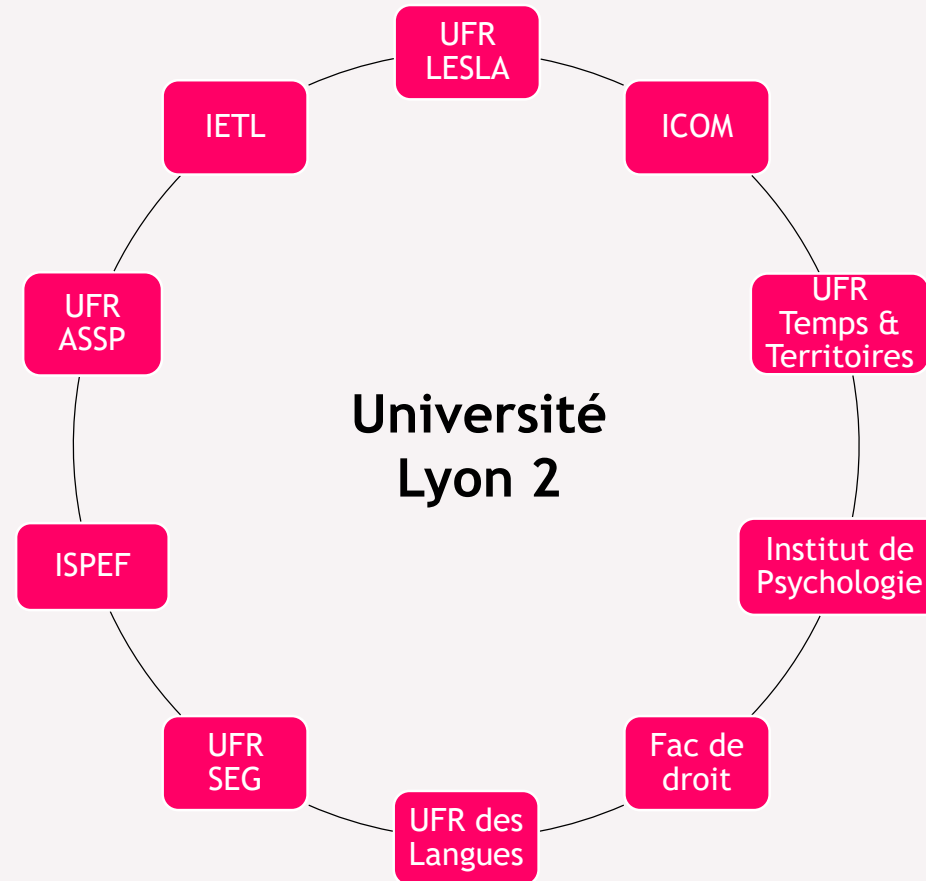 UFR
LESLA
ICOM
UFR
Temps &
Territoires
Institut de
Psychologie
Fac de
droit
UFR des
Langues
UFR
SEG
ISPEF
UFR
ASSP
IETL
Université
Lyon 2